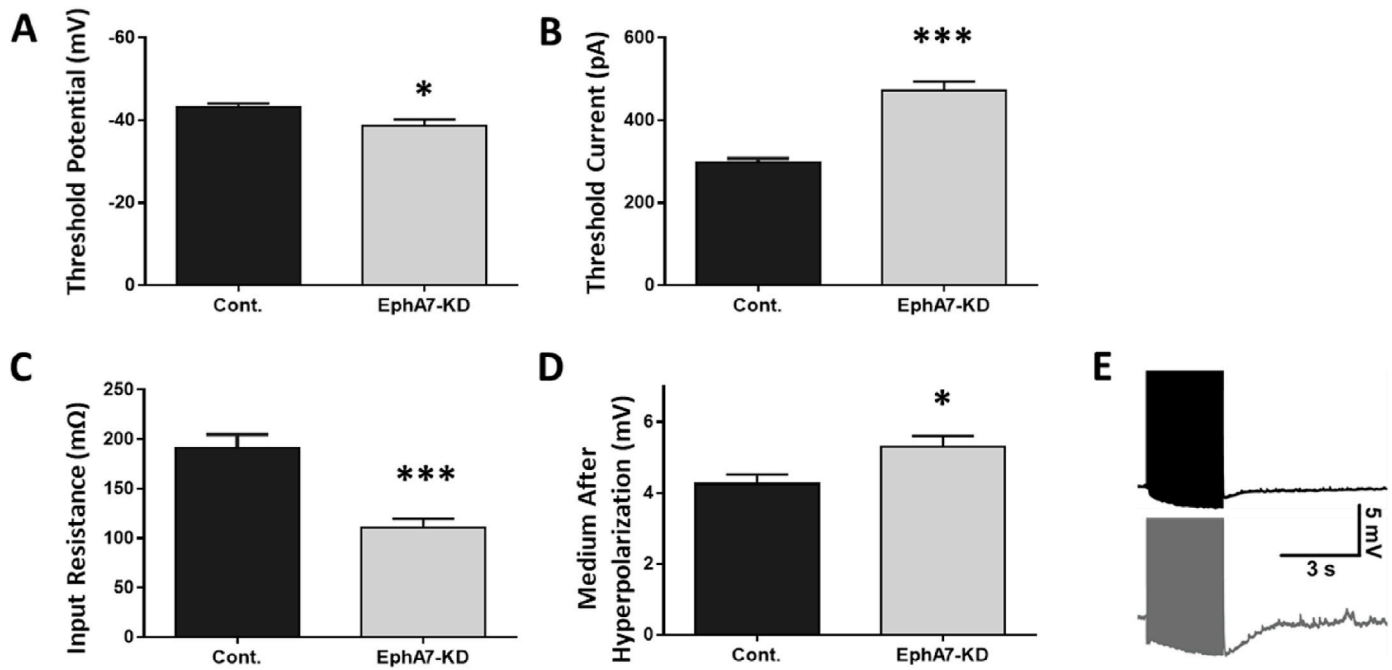 A
Threshold Potential (mV)
-60
-40
-20
0
*
Cont.
EphA7-KD
B
Threshold Current (pA)
600
400
200
0
***
Cont.
EphA7-KD
C
Input Resistance (mΩ)
250
200
150
100
50
0
***
Cont.
EphA7-KD
D
Medium After
Hyperpolarization (mV)
6
4
2
0
*
Cont.
EphA7-KD
E
5 mV
3 s